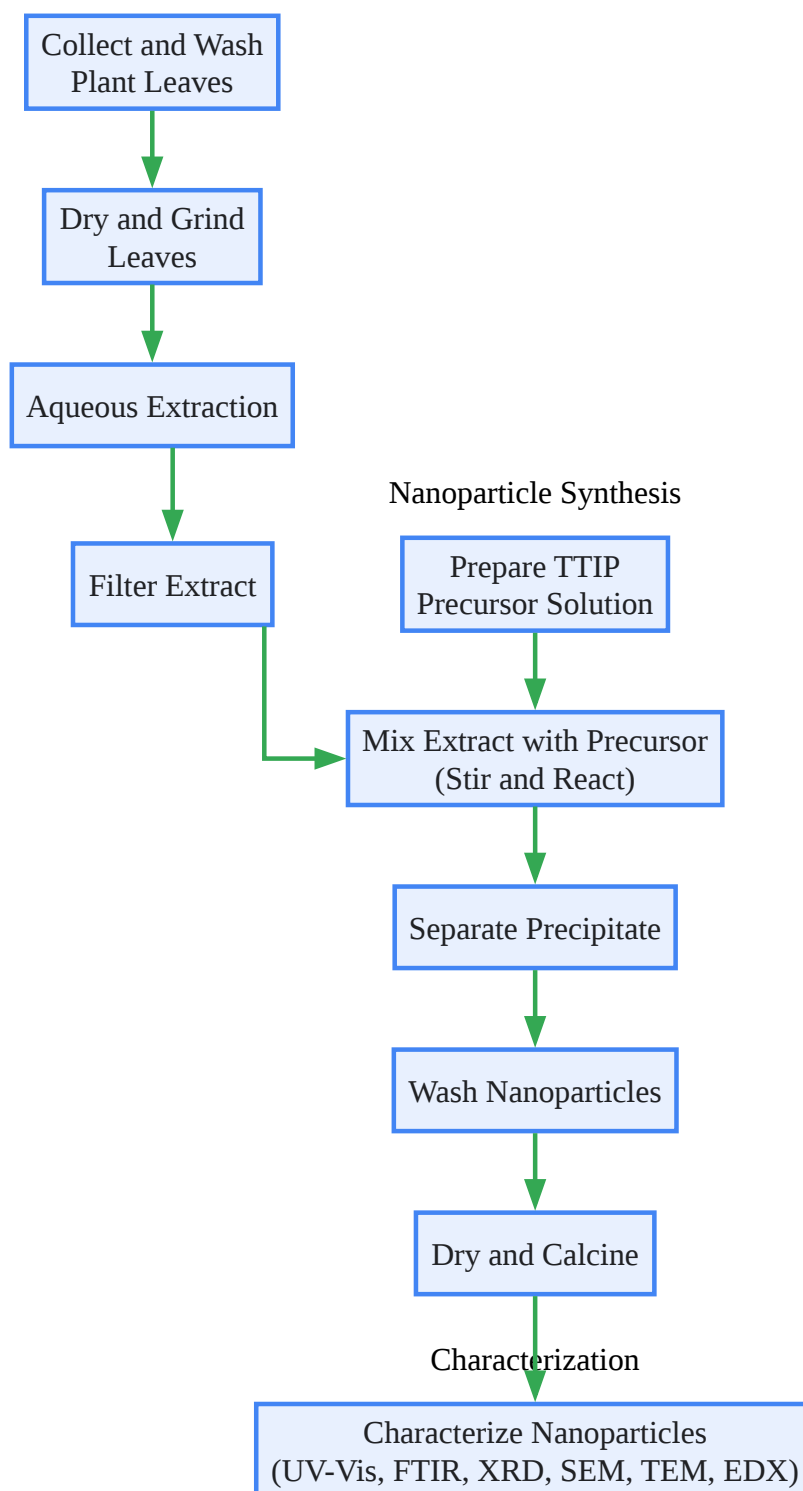 Collect and Wash
Plant Leaves
Dry and Grind
Leaves
Aqueous Extraction
Filter Extract
Nanoparticle Synthesis
Prepare TTIP
Precursor Solution
Mix Extract with Precursor
(Stir and React)
Separate Precipitate
Wash Nanoparticles
Dry and Calcine
Characterization
Characterize Nanoparticles
(UV-Vis, FTIR, XRD, SEM, TEM, EDX)